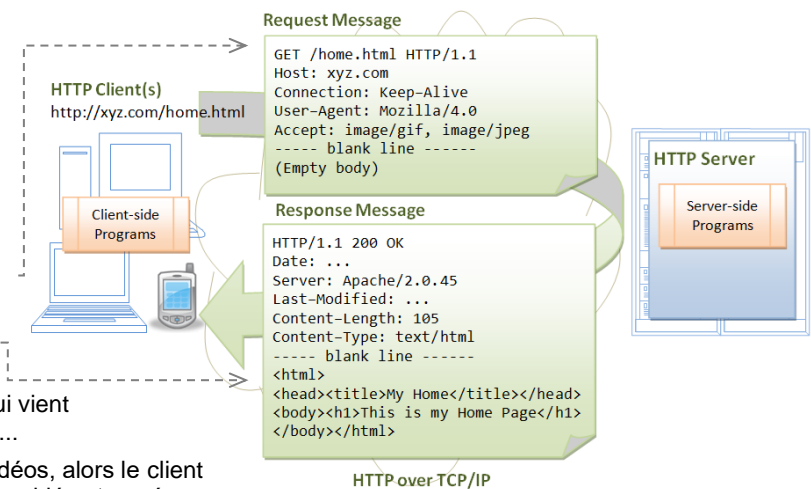 Request Message
GET /home.html HTTP/1.1
Host: xyz.com
Connection: Keep-Alive
User-Agent: Mozilla/4.0
Accept: image/gif, image/jpeg
----- blank line ------
(Empty body)
HTTP Client(s)
http://xyz.com/home.html
Client-side
Programs
HTTP Server
Server-side
Programs
Response Message
HTTP/1.1 200 OK
Date: ...
Server: Apache/2.0.45
Last-Modified: ...
Content-Length: 105
Content-Type: text/html
----- blank line ------
<html>
<head><title>My Home</title></head>
<body><h1>This is my Home Page</h1>
</body></html>
HTTP over TCP/IP
vient
...
alors le client